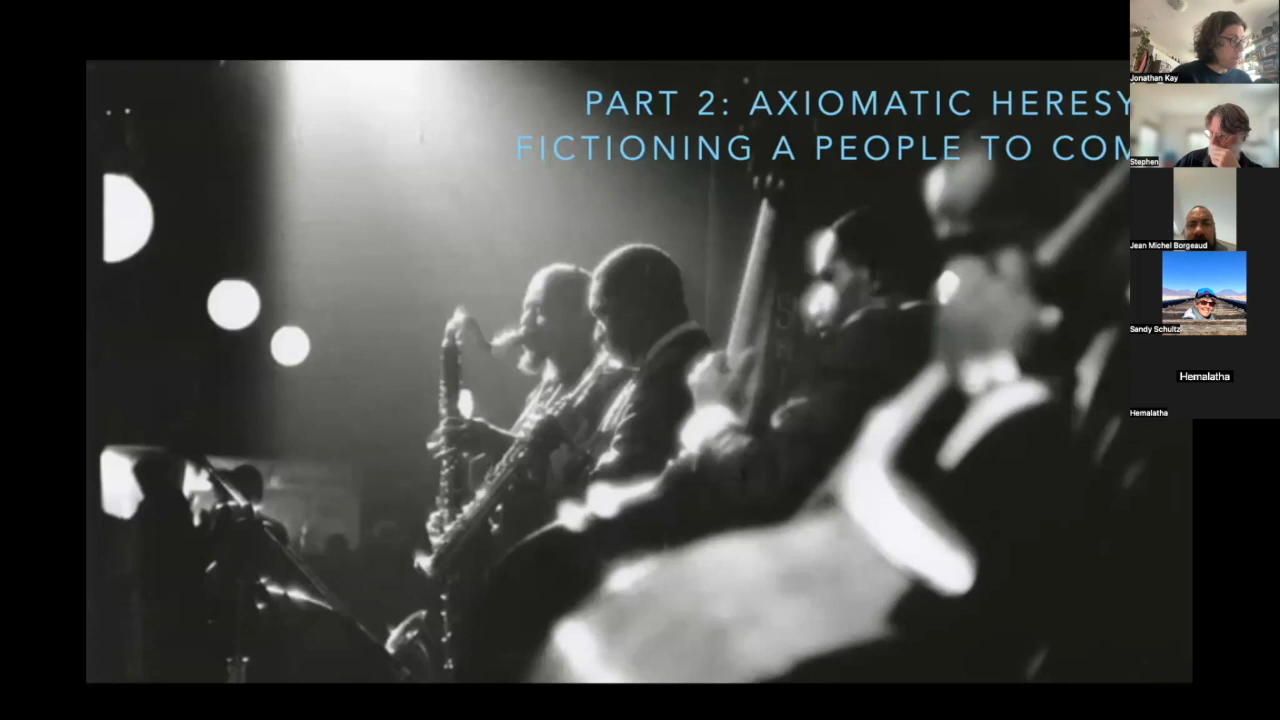 PART 2: AXIOMATIC HERESY
FICTIONING A PEOPLE TO COM
Jonathan Kay
Stephen
Jean Michel Borgeaud
Sandy Schultz
Hemalatha
Hemalatha